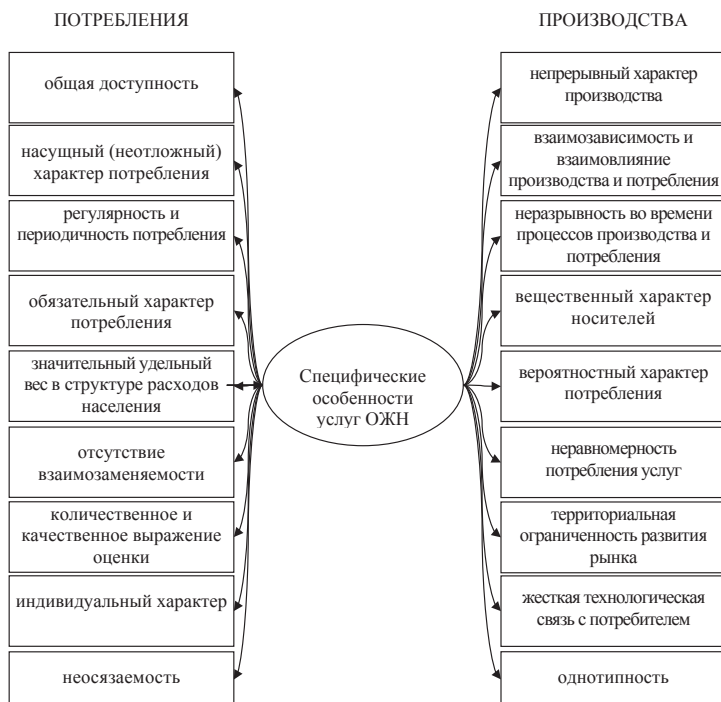 ПОТРЕБЛЕНИЯ
общая доступность
насущный (неотложный)
характер потребления
регулярность и
периодичность потребления
обязательный характер
потребления
значительный удельный
вес в структуре расходов
населения
отсутствие
взаимозаменяемости
количественное и
качественное выражение
оценки
индивидуальный характер
неосязаемость
Специфические
особенности
услуг ОЖН
ПРОИЗВОДСТВА
непрерывный характер
производства
взаимозависимость и
взаимовлияние
производства и потребления
неразрывность во времени
процессов производства и
потребления
вещественный характер
носителей
вероятностный характер
потребления
неравномерность
потребления услуг
территориальная
ограниченность развития
рынка
жесткая технологическая
связь с потребителем
однотипность